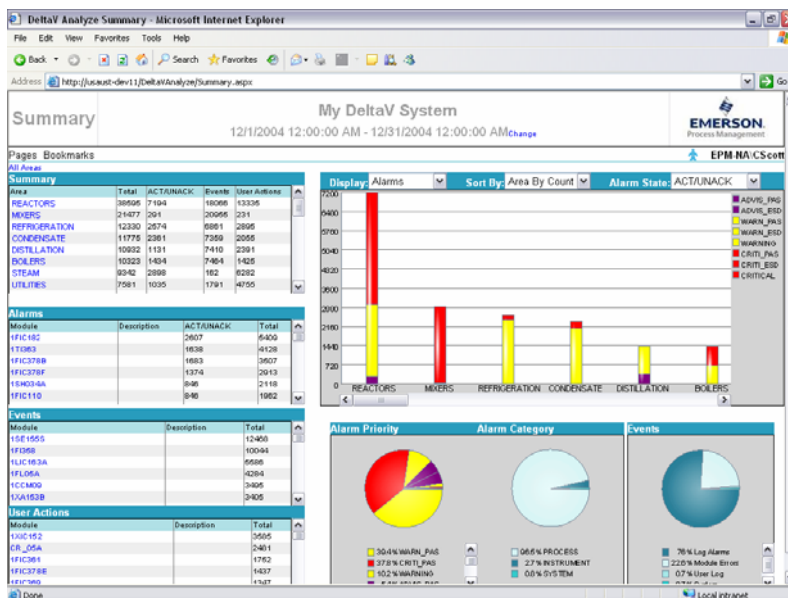 DeltaV Analyze Summary - Microsoft Internet Explorer
File Edit View Favorites Tools Help
Back Search Favorites
Address http://usaust-dev11/DeltaVAnalyze/Summary.aspx Go
Summary
My DeltaV System
12/1/2004 12:00:00 AM - 12/31/2004 12:00:00 AM Change
EMERSON.
Process Management
Pages Bookmarks
EPM-NA\CScott
All Areas
Summary
Area Total ACT/UNACK Events User Actions
REACTORS 38595 7194 18066 13335
MIXERS 21477 291 20955 231
REFRIGERATION 12330 2574 6861 2895
CONDENSATE 11775 2361 7359 2055
DISTILLATION 10932 1131 7410 2391
BOILERS 10323 1434 7464 1425
STEAM 9342 2898 162 6282
UTILITIES 7581 1035 1791 4755
Display: Alarms Sort By: Area By Count Alarm State: ACT/UNACK
7200
6480
5760
5040
4320
3600
2880
2160
1440
720
0
REACTORS MIXERS REFRIGERATION CONDENSATE DISTILLATION BOILERS
ADVIS_PAS
ADVIS_ESD
WARN_PAS
WARN_ESD
WARNING
CRITI_PAS
CRITI_ESD
CRITICAL
Alarms
Module Description ACT/UNACK Total
1FIC182 2607 6409
1TI363 1638 4128
1FIC378B 1683 3607
1FIC378F 1374 2913
1SH034A 846 2118
1FIC110 846 1962
Events
Module Description Total
1SE155S 12468
1FI368 10044
1LIC163A 6686
1FL05A 4284
1CCM09 3495
1XA153B 3405
User Actions
Module Description Total
1XIC152 3585
CR_05A 2481
1FIC361 1762
1FIC378E 1437
1FIC369 1347
Alarm Priority
39.4% WARN_PAS
37.8% CRITI_PAS
10.2% WARNING
Alarm Category
96.6% PROCESS
2.7% INSTRUMENT
0.8% SYSTEM
Events
76% Log Alarms
22.6% Module Errors
0.7% User Log
Done Local intranet